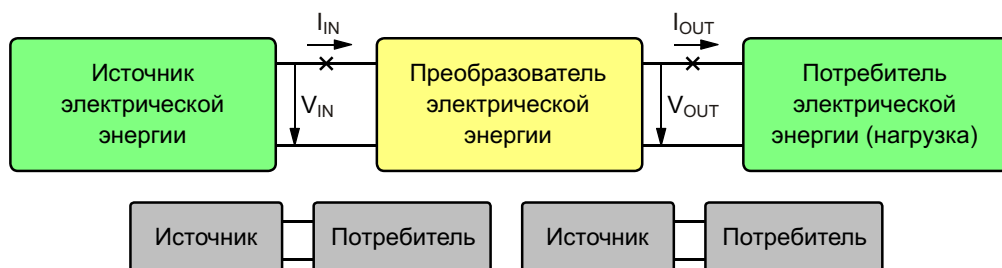 I_IN
I_OUT
Источник
электрической
энергии
V_IN
Преобразователь
электрической
энергии
V_OUT
Потребитель
электрической
энергии (нагрузка)
Источник
Потребитель
Источник
Потребитель